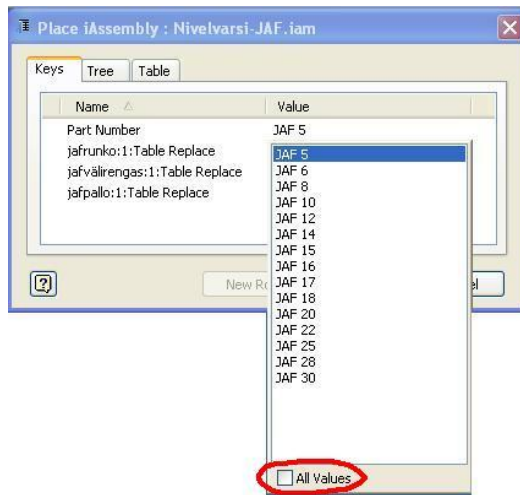 Place iAssembly : Nivelvarsi-JAF.iam
Keys Tree Table
Name Value
Part Number JAF 5
jafrunko:1:Table Replace
jafvälirengas:1:Table Replace
jafpallo:1:Table Replace
JAF 5
JAF 6
JAF 8
JAF 10
JAF 12
JAF 14
JAF 15
JAF 16
JAF 17
JAF 18
JAF 20
JAF 22
JAF 25
JAF 28
JAF 30
New
All Values